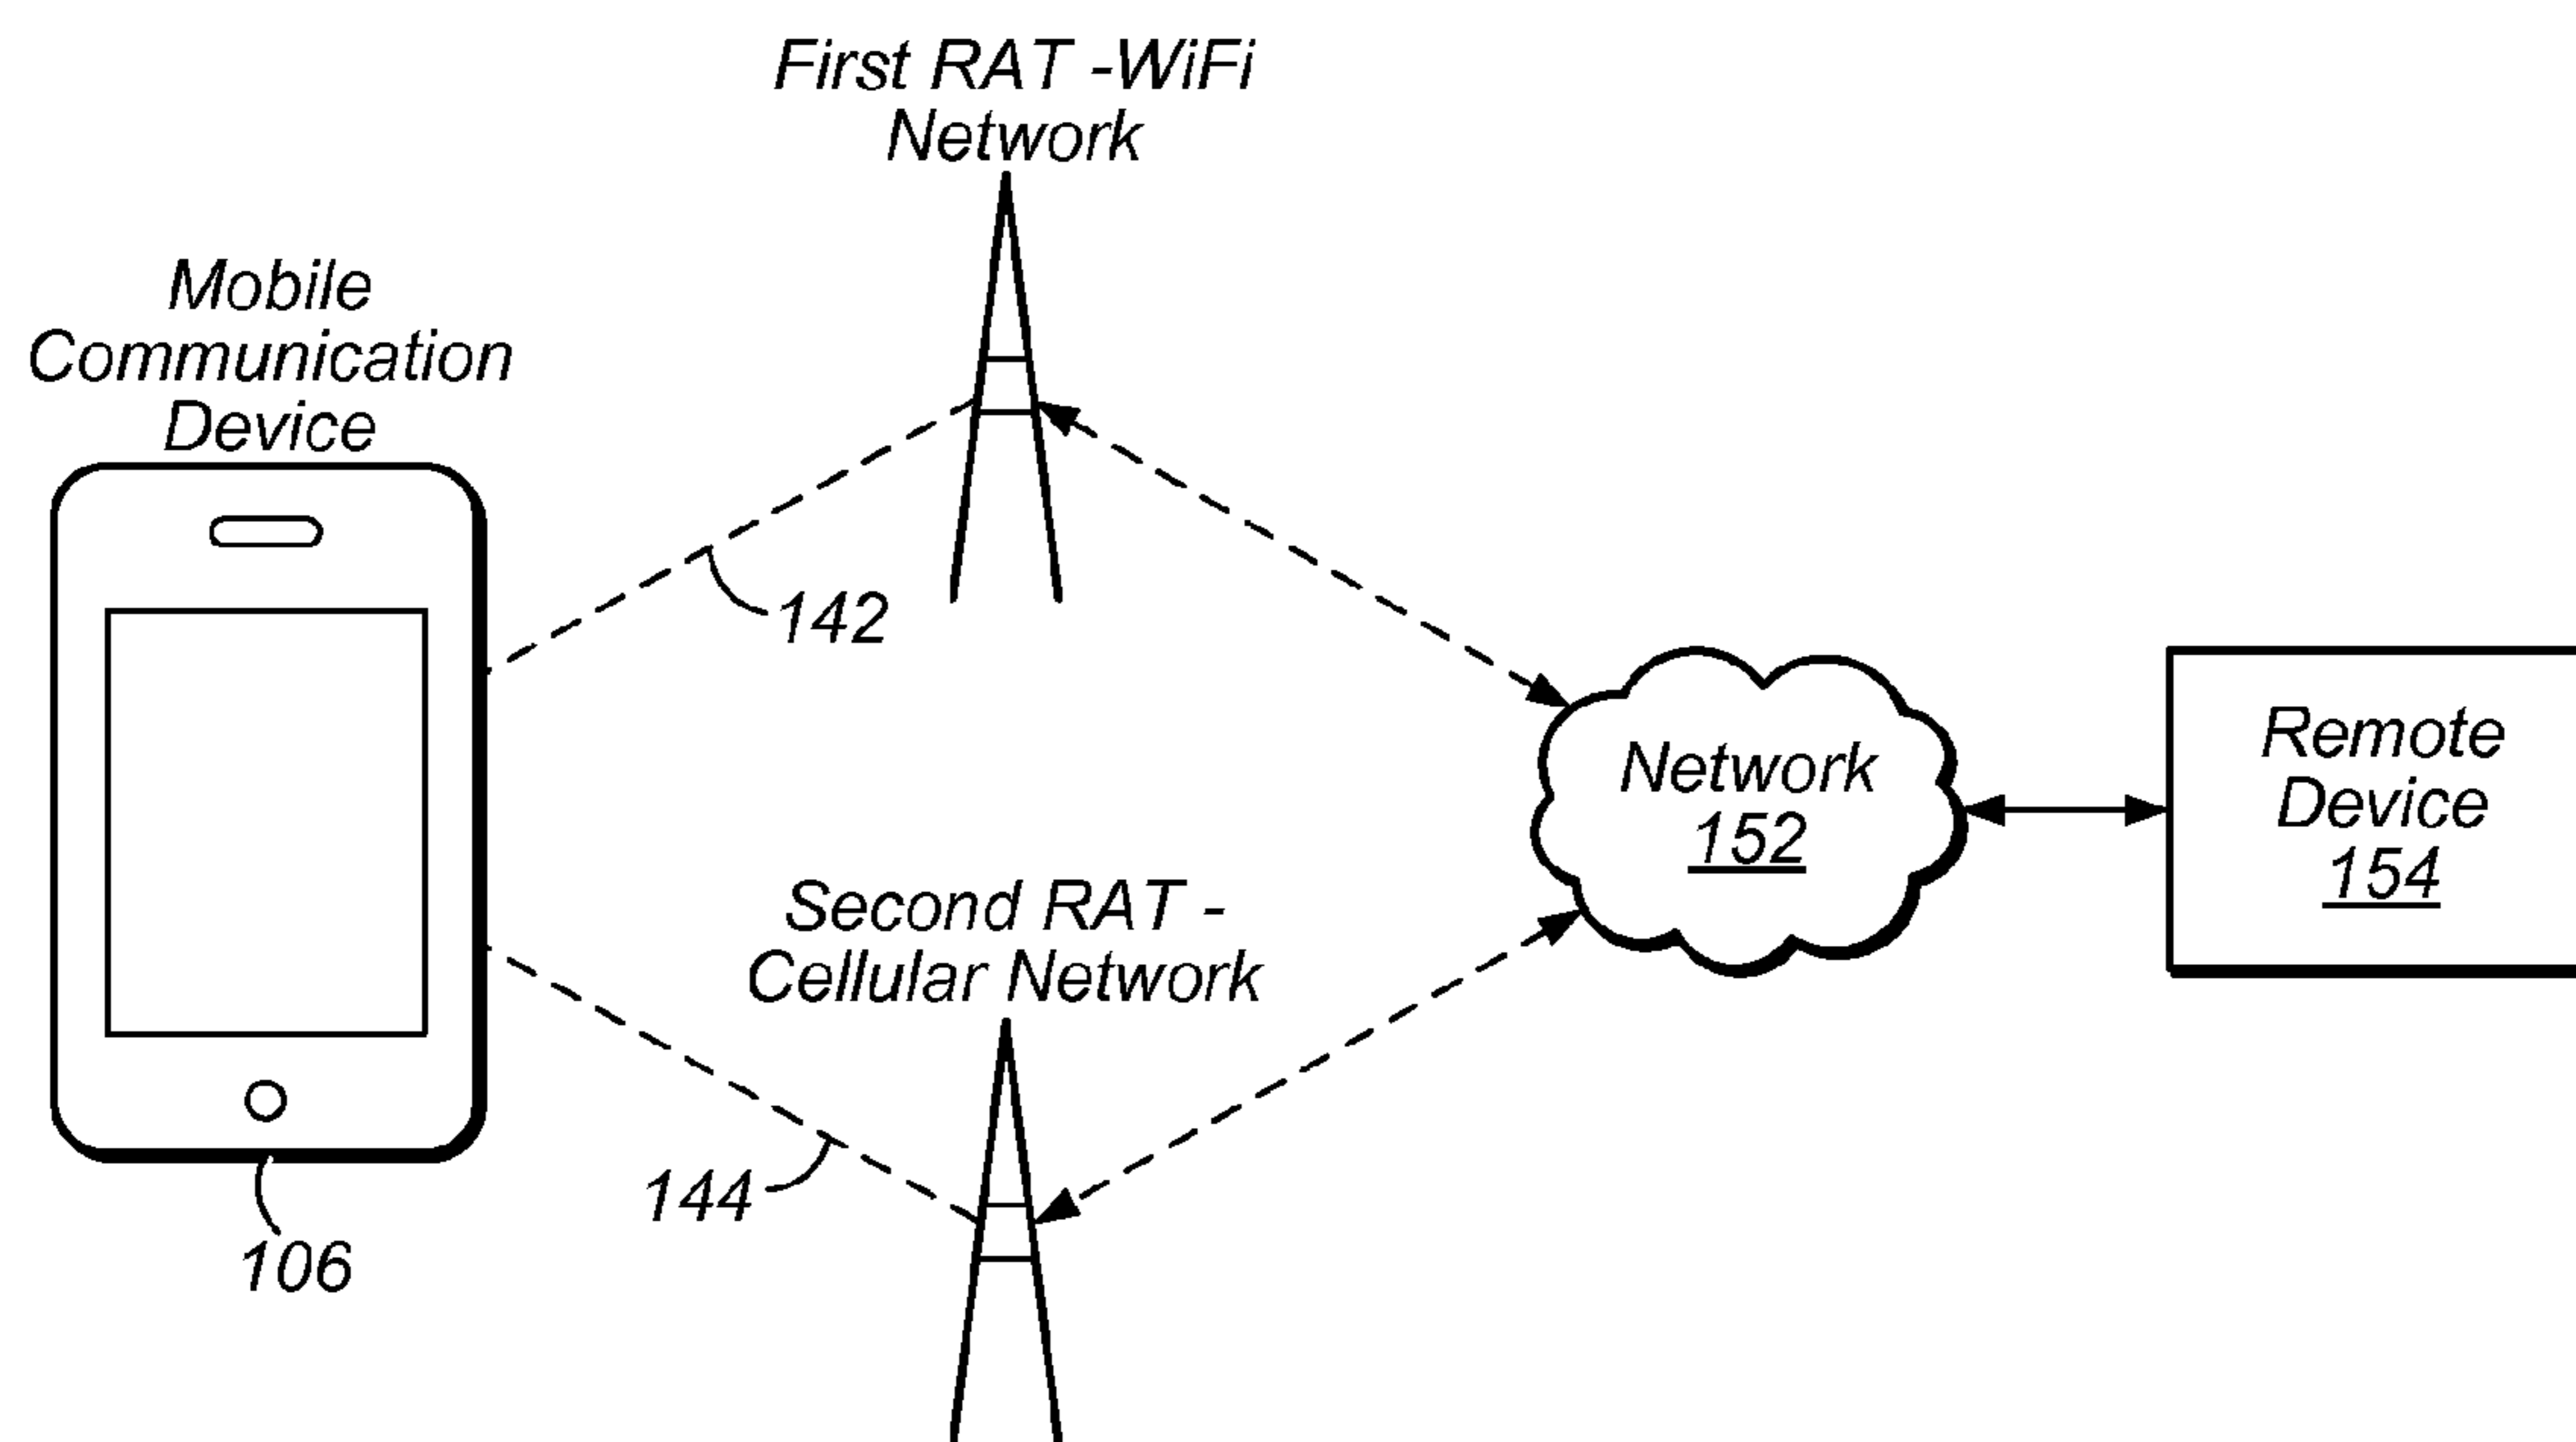 First RAT -WiFi
Network
Mobile
Communication
Device
142
Network
152
Remote
Device
154
Second RAT -
Cellular Network
144
106